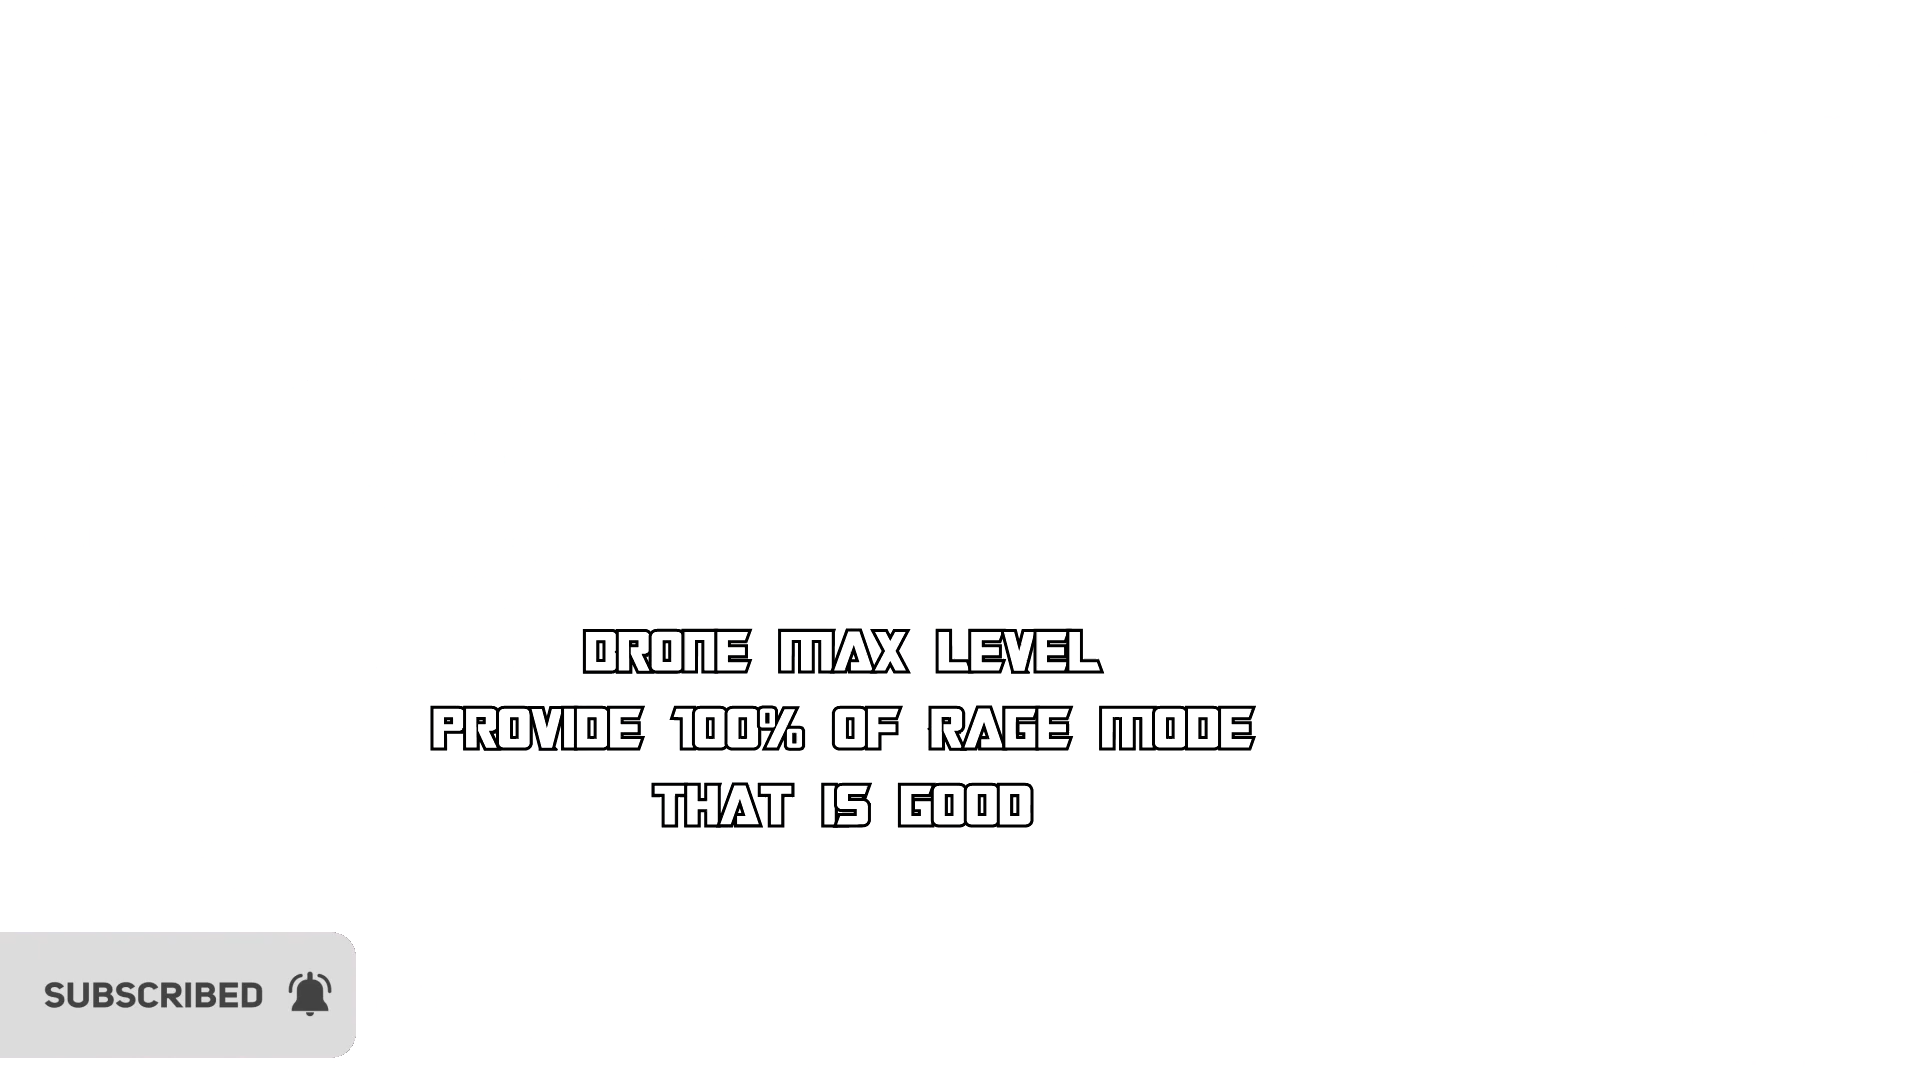 DRONE MAX LEVEL
PROVIDE 100% OF RAGE MODE
THAT IS GOOD
SUBSCRIBED